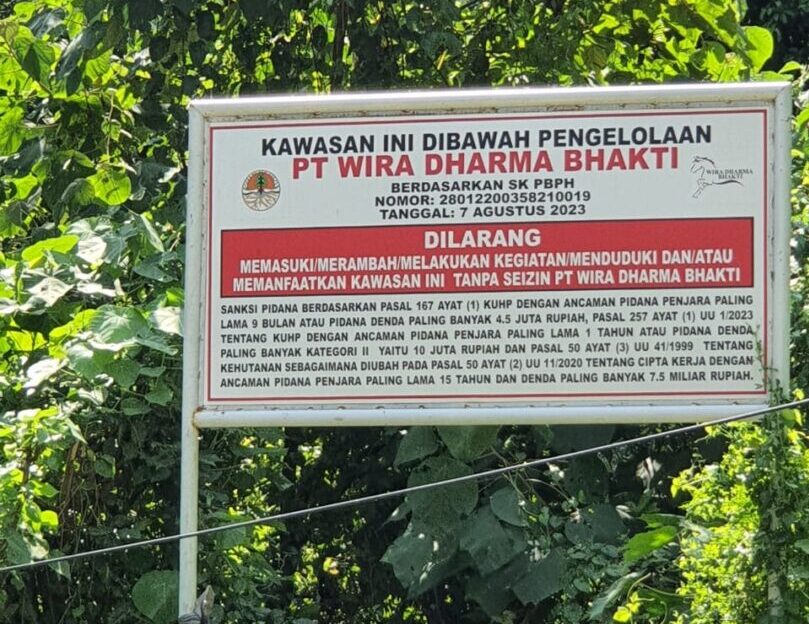 KAWASAN INI DIBAWAH PENGELOLAAN
PT WIRA DHARMA BHAKTI
WIRA DHARMA
BHAKTI
BERDASARKAN SK PBPH
NOMOR: 28012200358210019
TANGGAL: 7 AGUSTUS 2023
DILARANG
MEMASUKI/MERAMBAH/MELAKUKAN KEGIATAN/MENDUDUKI DAN/ATAU
MEMANFAATKAN KAWASAN INI TANPA SEIZIN PT WIRA DHARMA BHAKTI
SANKSI PIDANA BERDASARKAN PASAL 167 AYAT (1) KUHP DENGAN ANCAMAN PIDANA PENJARA PALING
LAMA 9 BULAN ATAU PIDANA DENDA PALING BANYAK 4.5 JUTA RUPIAH, PASAL 257 AYAT (1) UU 1/2023
TENTANG KUHP DENGAN ANCAMAN PIDANA PENJARA PALING LAMA 1 TAHUN ATAU PIDANA DENDA
PALING BANYAK KATEGORI II YAITU 10 JUTA RUPIAH DAN PASAL 50 AYAT (3) UU 41/1999 TENTANG
KEHUTANAN SEBAGAIMANA DIUBAH PADA PASAL 50 AYAT (2) UU 11/2020 TENTANG CIPTA KERJA DENGAN
ANCAMAN PIDANA PENJARA PALING LAMA 15 TAHUN DAN DENDA PALING BANYAK 7.5 MILIAR RUPIAH.